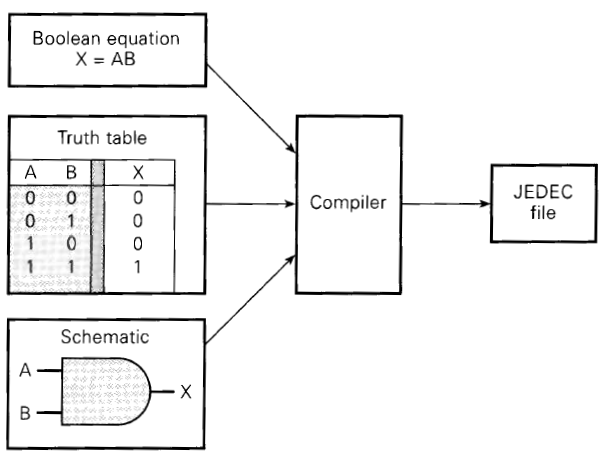 Boolean equation
X = AB
Truth table
A B X
0 0 0
0 1 0
1 0 0
1 1 1
Schematic
A
B
X
Compiler
JEDEC
file